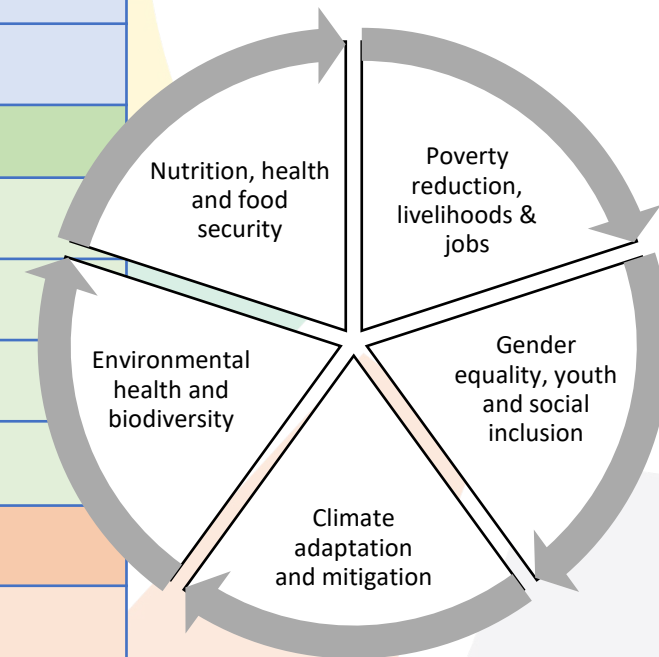 Nutrition, health
and food
security
Poverty
reduction,
livelihoods &
jobs
Gender
equality, youth
and social
inclusion
Climate
adaptation
and mitigation
Environmental
health and
biodiversity